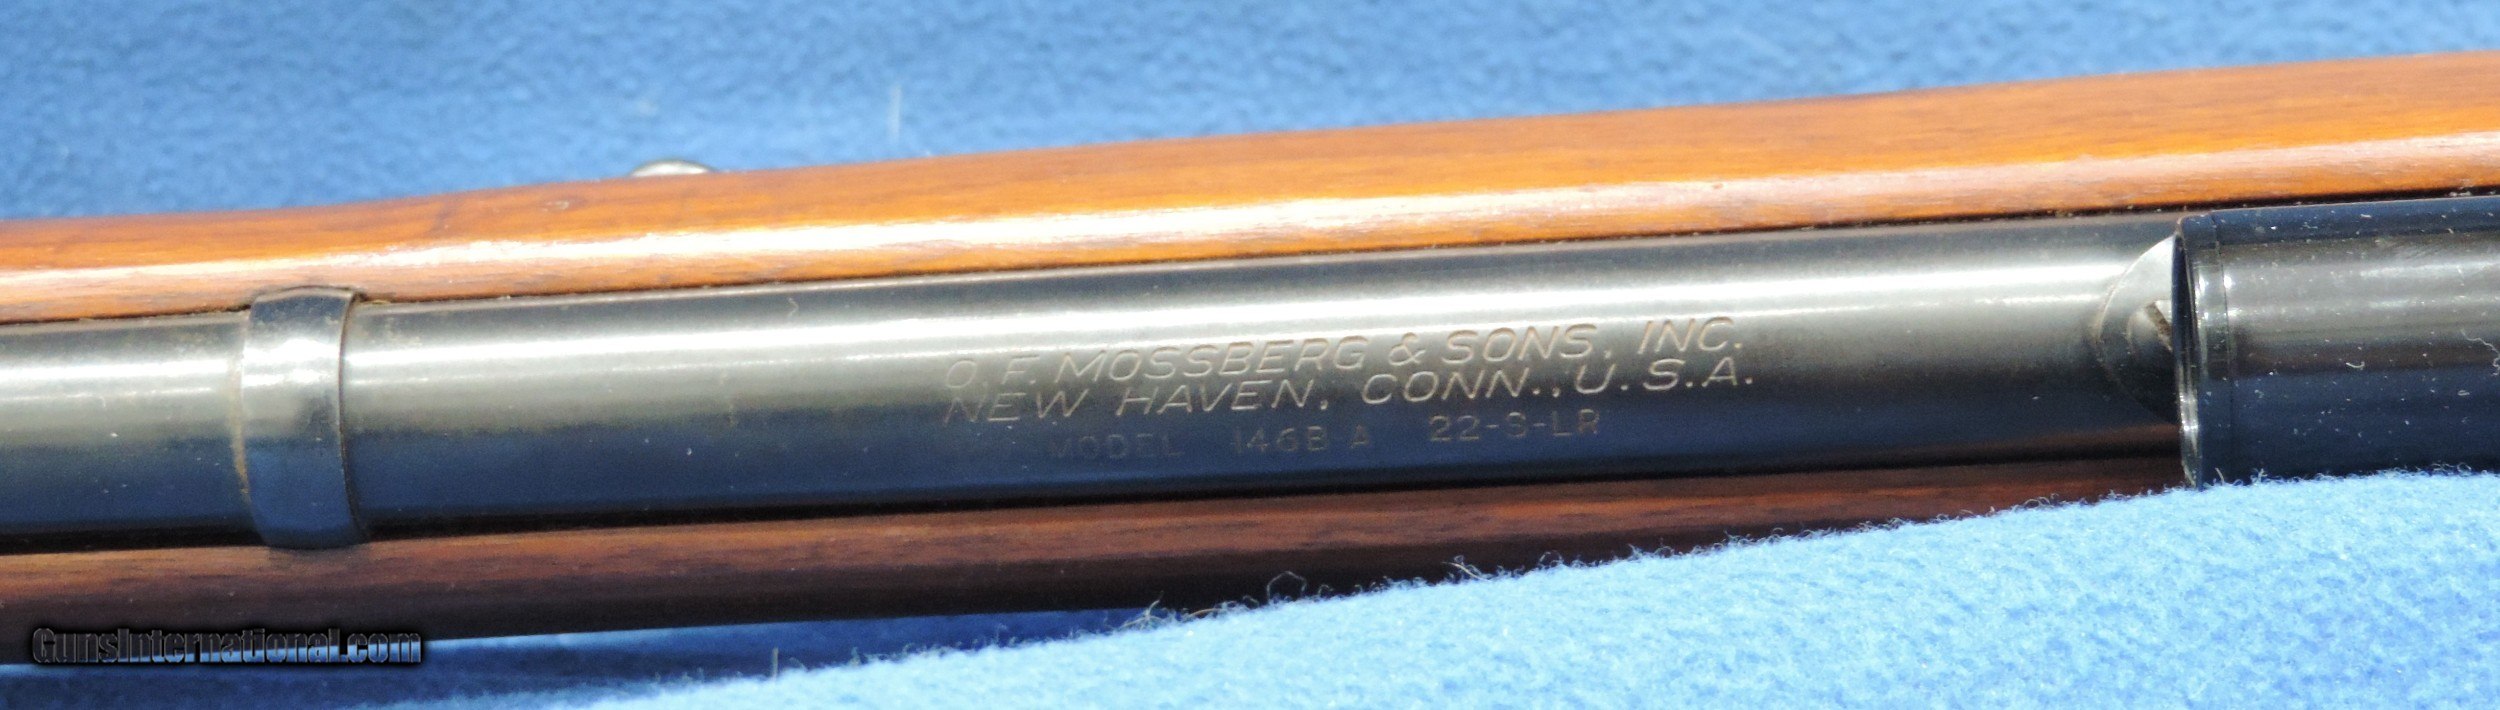 O. F. MOSSBERG & SONS, INC.
NEW HAVEN, CONN., U.S.A.
MODEL 146B A 22-S-LR
GunsInternational.com